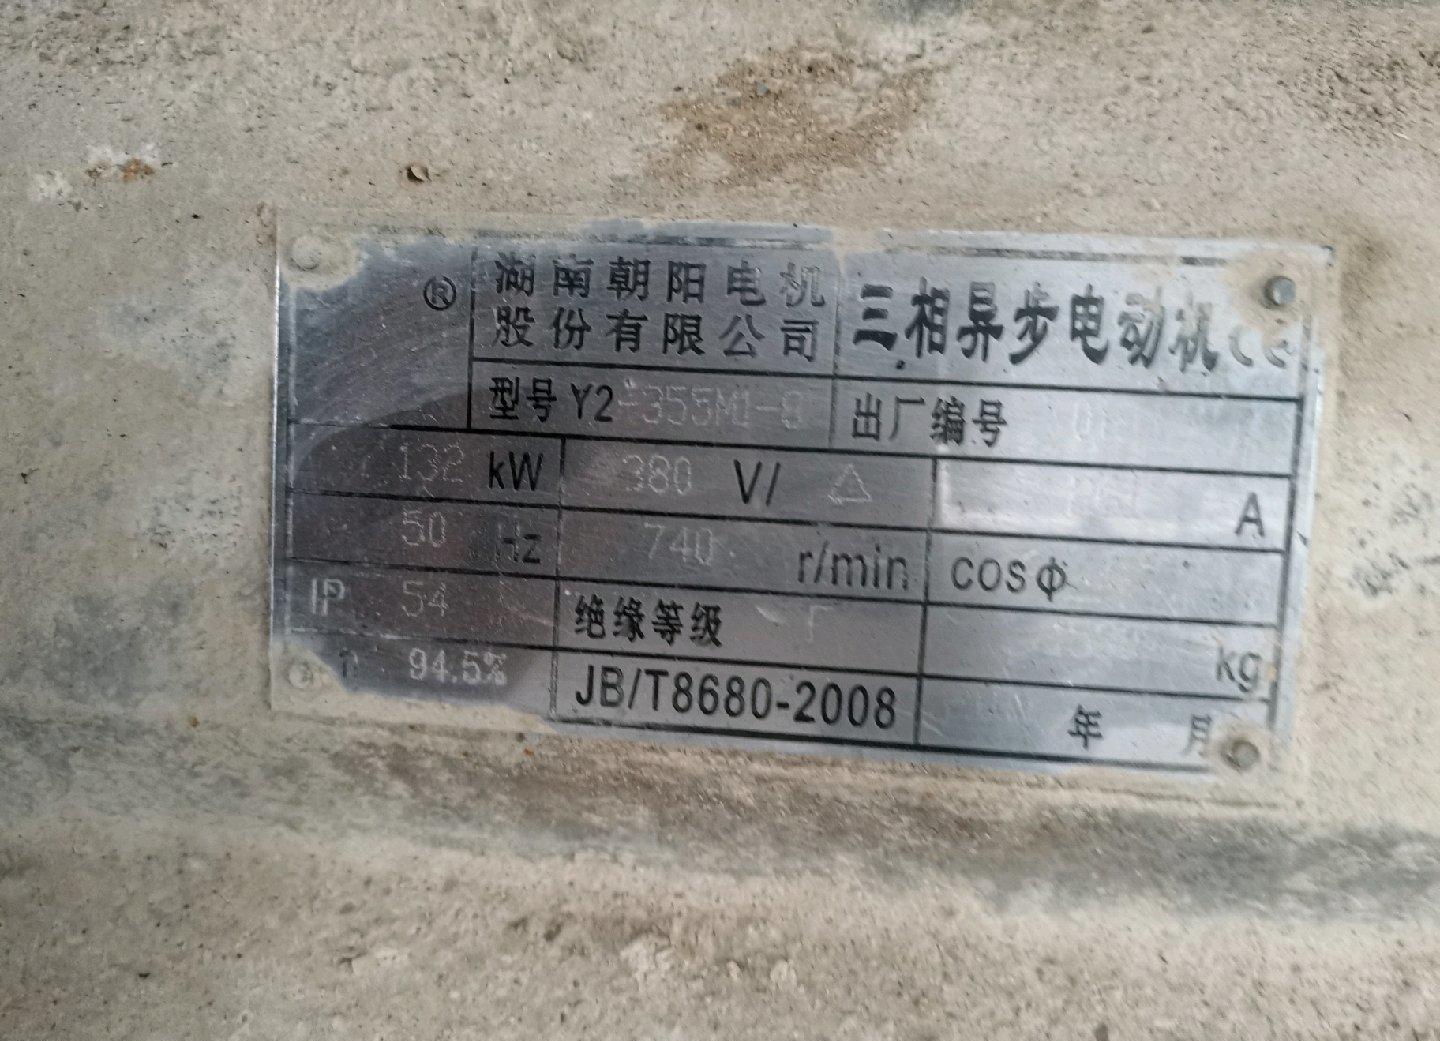 ®
湖南朝阳电机
股份有限公司
三相异步电动机 CE
型号 Y2-355M1-8
出厂编号
132 kW 380 V/ △ A
50 Hz 740 r/min cosΦ
IP 54 绝缘等级 F kg
94.5% JB/T8680-2008 年 月